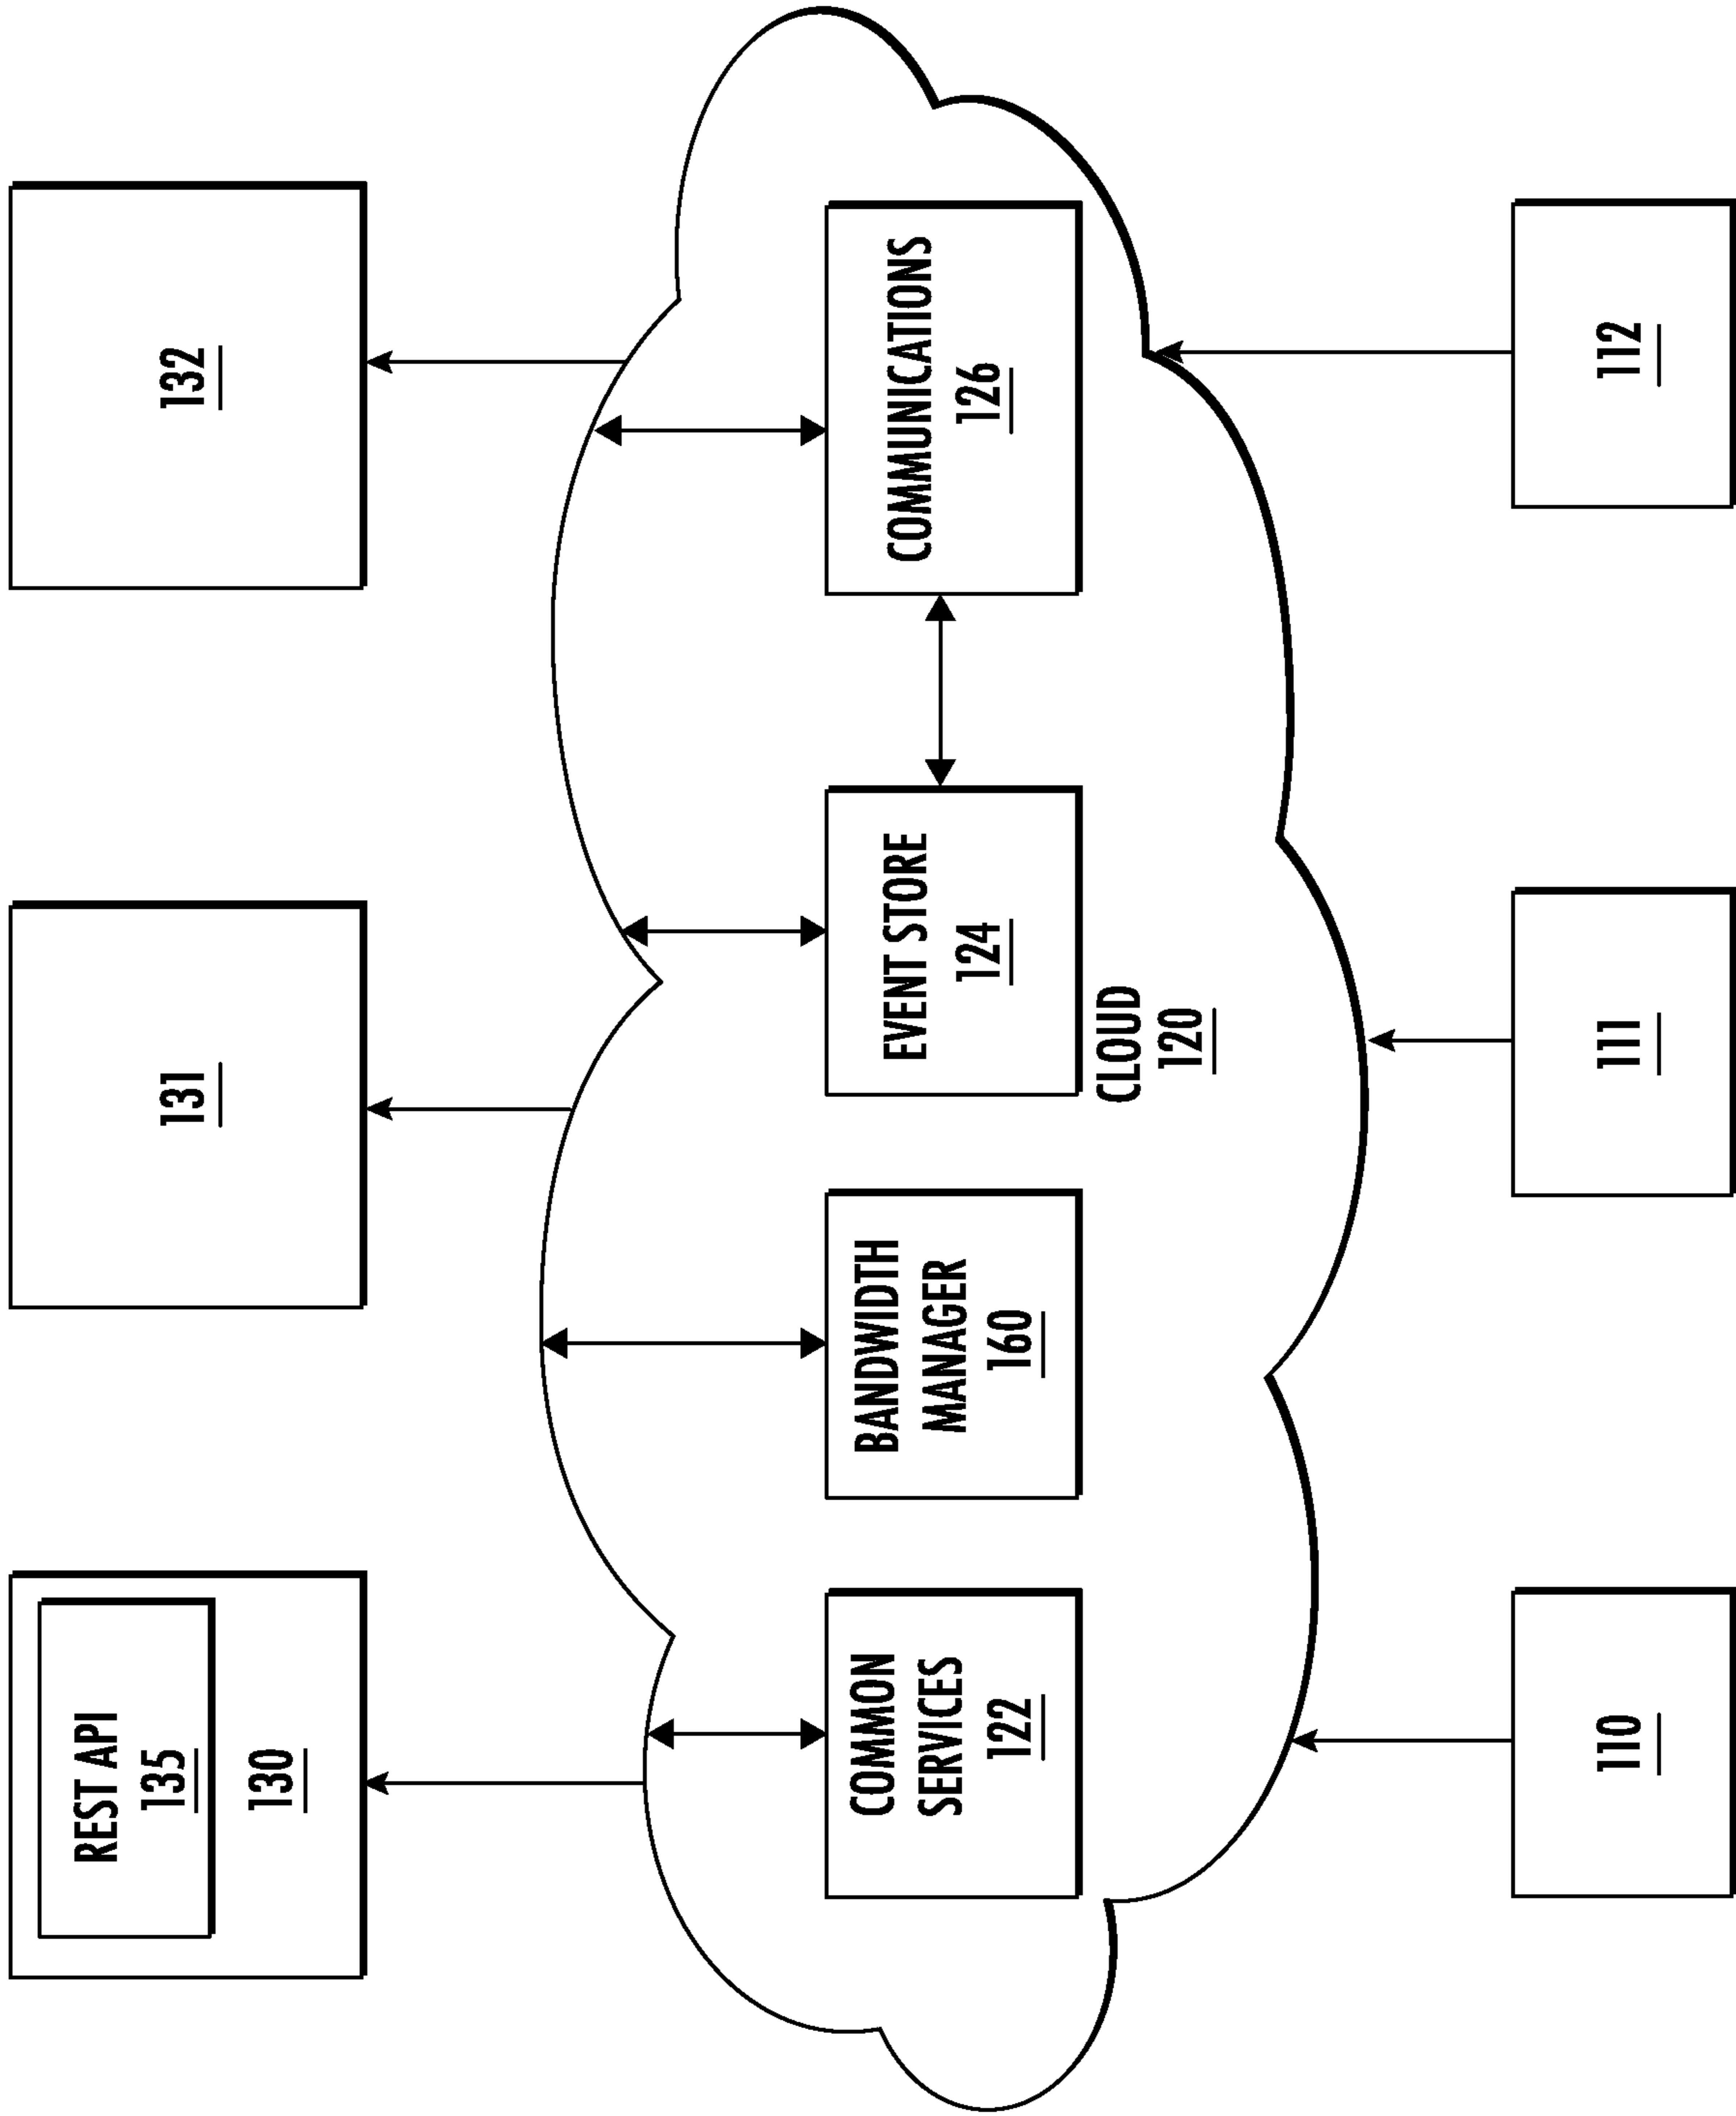 REST API
135
130
131
132
COMMON
SERVICES
122
BANDWIDTH
MANAGER
160
EVENT STORE
124
COMMUNICATIONS
126
CLOUD
120
110
111
112